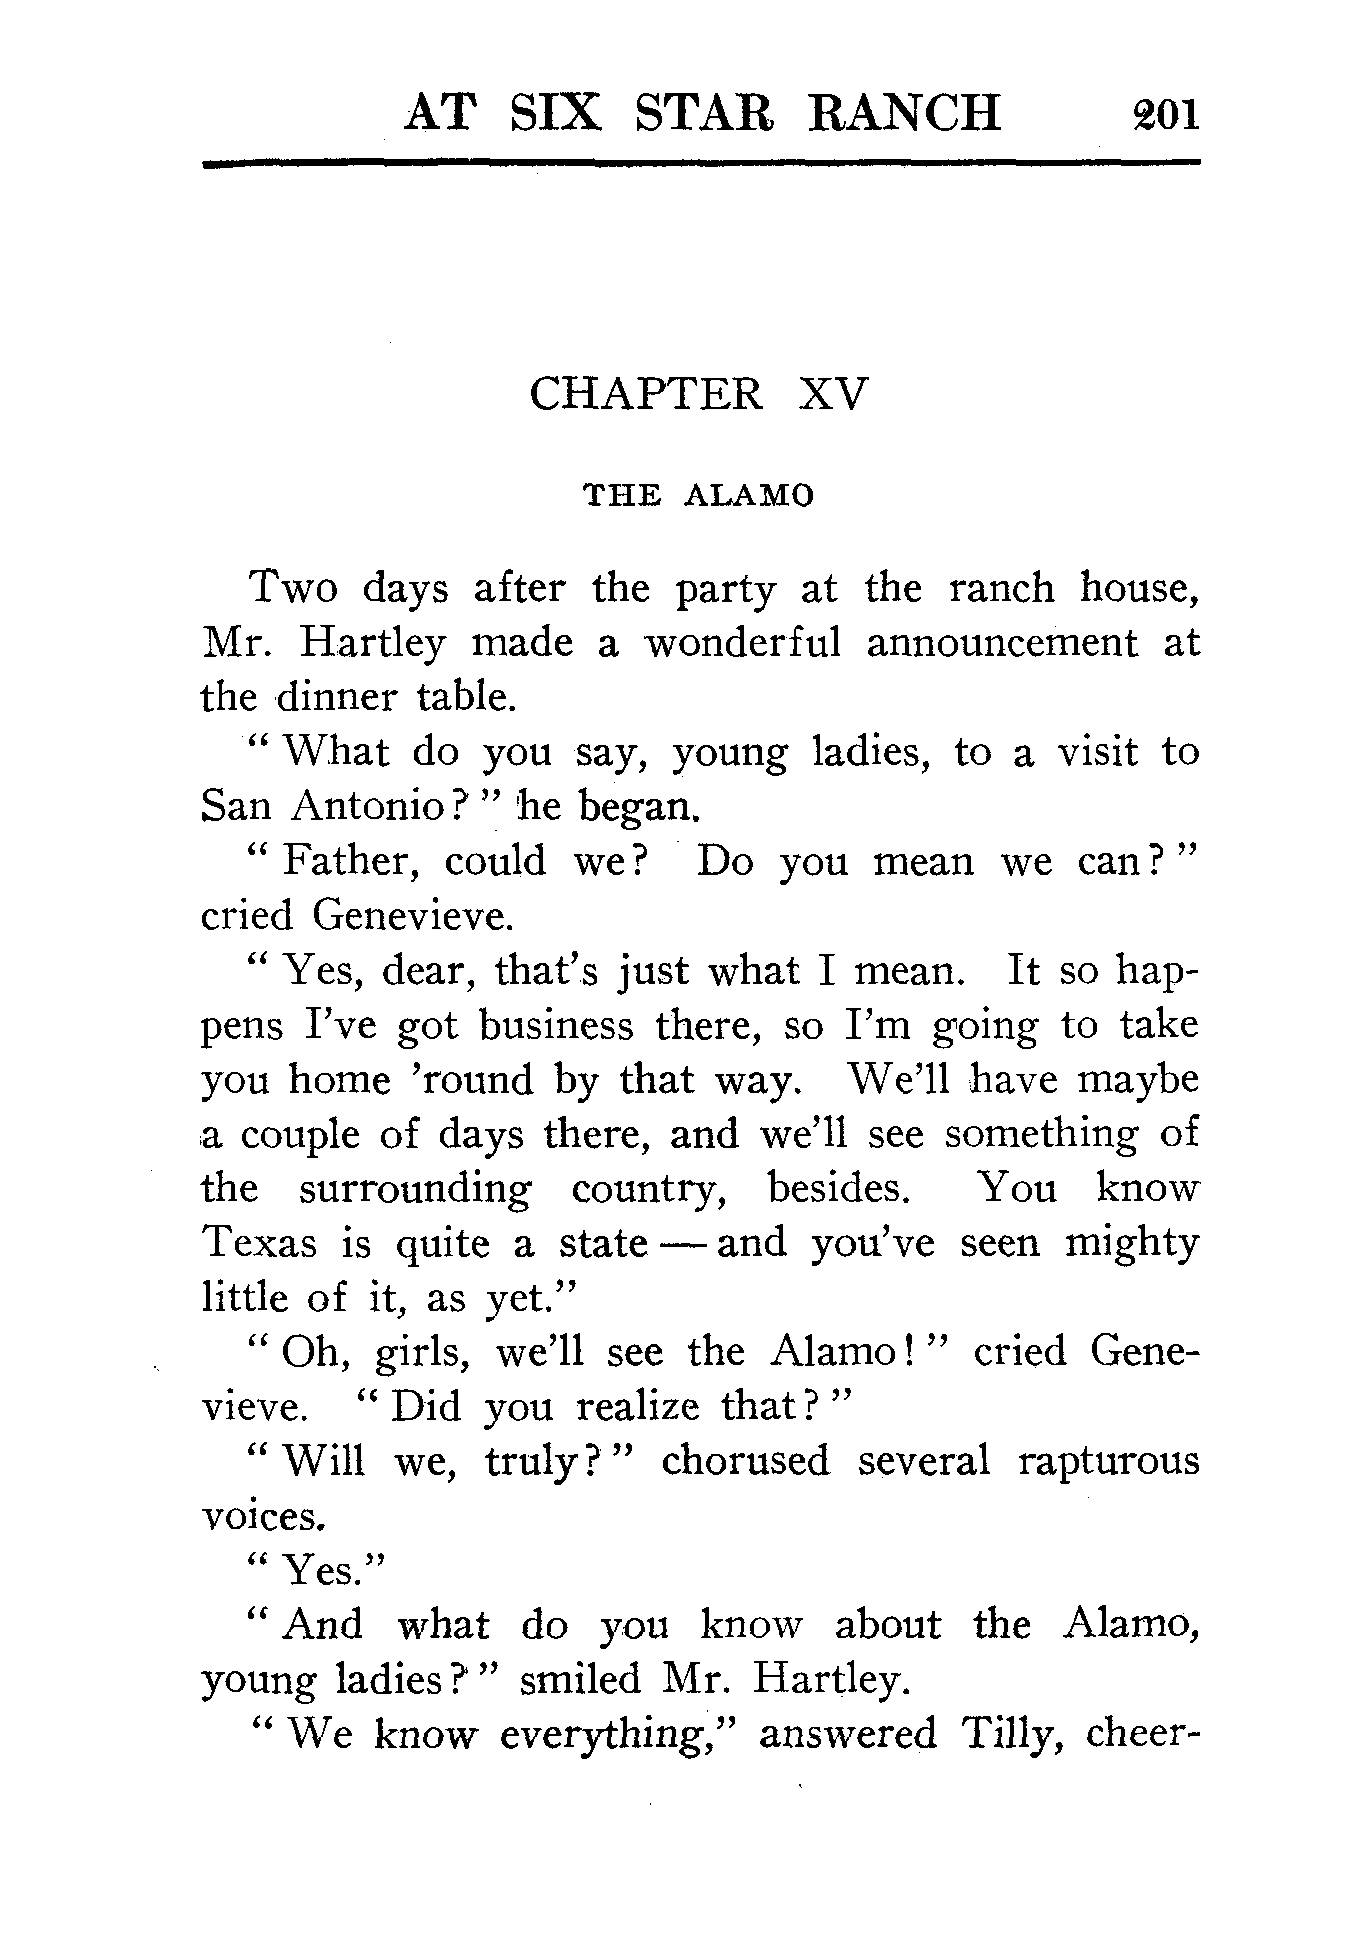 AT SIX STAR RANCH 201
CHAPTER XV
THE ALAMO
Two days after the party at the ranch house,
Mr. Hartley made a wonderful announcement at
the dinner table.
“ What do you say, young ladies, to a visit to
San Antonio? ” he began.
“ Father, could we? Do you mean we can? ”
cried Genevieve.
“ Yes, dear, that's just what I mean. It so hap-
pens I've got business there, so I'm going to take
you home 'round by that way. We'll have maybe
a couple of days there, and we'll see something of
the surrounding country, besides. You know
Texas is quite a state — and you've seen mighty
little of it, as yet.”
“ Oh, girls, we'll see the Alamo! ” cried Gene-
vieve. “ Did you realize that? ”
“ Will we, truly? ” chorused several rapturous
voices.
“ Yes.”
“ And what do you know about the Alamo,
young ladies? ” smiled Mr. Hartley.
“ We know everything,” answered Tilly, cheer-